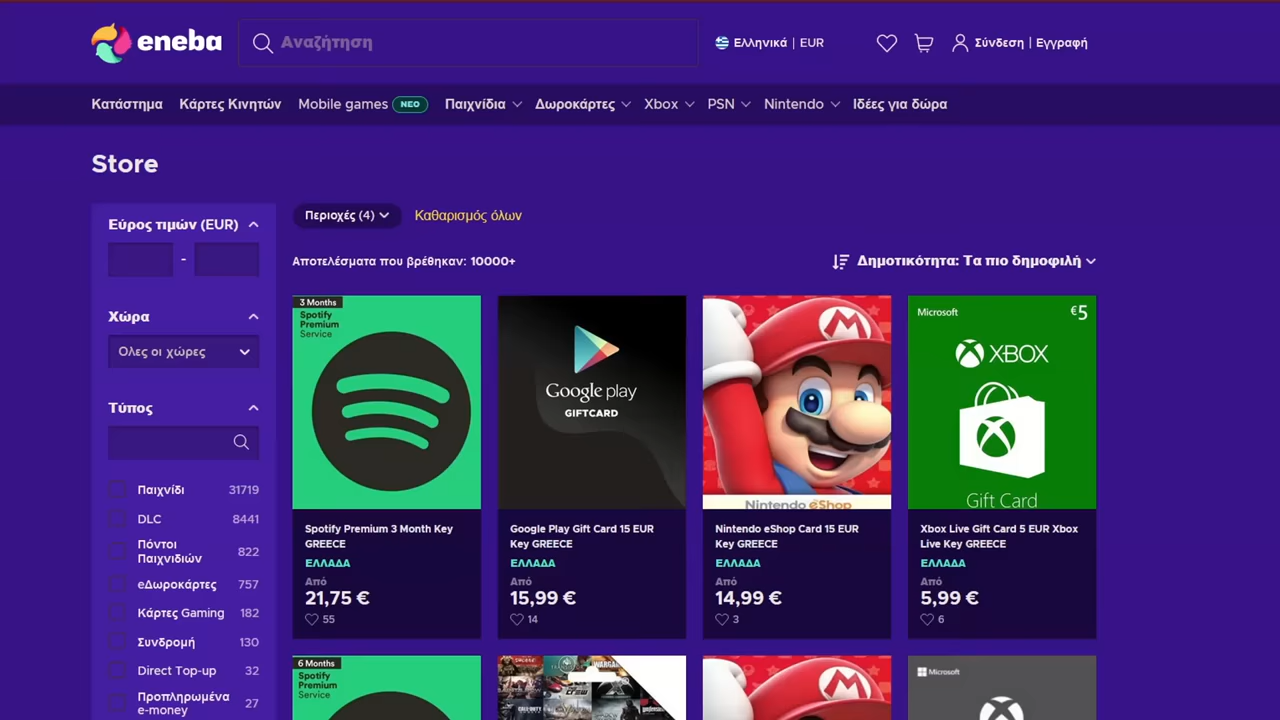 eneba
Αναζήτηση
Ελληνικά | EUR
Σύνδεση | Εγγραφή
Κατάστημα Κάρτες Κινητών Mobile games ΝΕΟ Παιχνίδια Δωροκάρτες Xbox PSN Nintendo Ιδέες για δώρα
Store
Εύρος τιμών (EUR)
-
Χώρα
Ολες οι χώρες
Τύπος
Παιχνίδι 31719
DLC 8441
Πόντοι
Παιχνιδιών 822
eΔωροκάρτες 757
Κάρτες Gaming 182
Συνδρομή 130
Direct Top-up 32
Προπληρωμένα
e-money 27
Περιοχές (4) Καθαρισμός όλων
Αποτελέσματα που βρέθηκαν: 10000+
Δημοτικότητα: Τα πιο δημοφιλή
3 Months
Spotify
Premium
Service
Spotify Premium 3 Month Key
GREECE
ΕΛΛΑΔΑ
Από
21,75 €
55
Google play
GIFTCARD
Google Play Gift Card 15 EUR
Key GREECE
ΕΛΛΑΔΑ
Από
15,99 €
14
M
Nintendo eShop
Nintendo eShop Card 15 EUR
Key GREECE
ΕΛΛΑΔΑ
Από
14,99 €
3
Microsoft €5
XBOX
Gift Card
Xbox Live Gift Card 5 EUR Xbox
Live Key GREECE
ΕΛΛΑΔΑ
Από
5,99 €
6
6 Months
Spotify
Premium
Service
M
Microsoft